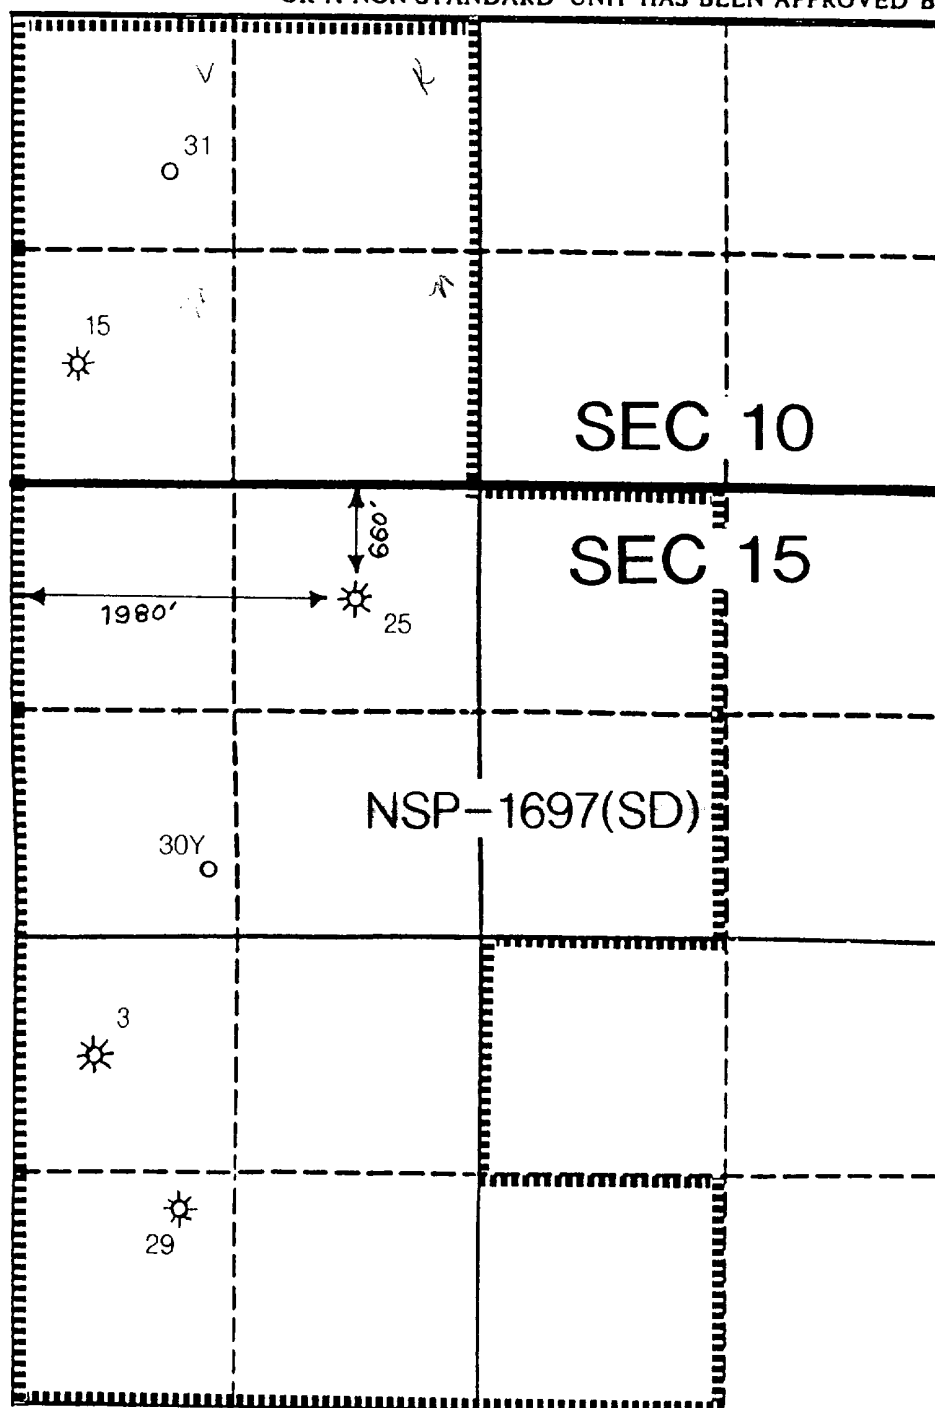 OR A NON-STANDARD UNIT HAS BEEN APPROVED B
31
15
SEC 10
660'
SEC 15
1980'
25
NSP-1697(SD)
30Y
3
29